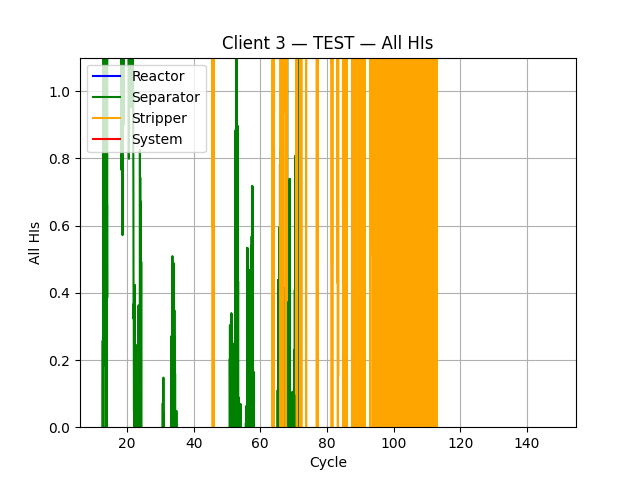 Client 3 — TEST — All HIs
Reactor
Separator
Stripper
System
All HIs
1.0
0.8
0.6
0.4
0.2
0.0
20 40 60 80 100 120 140
Cycle